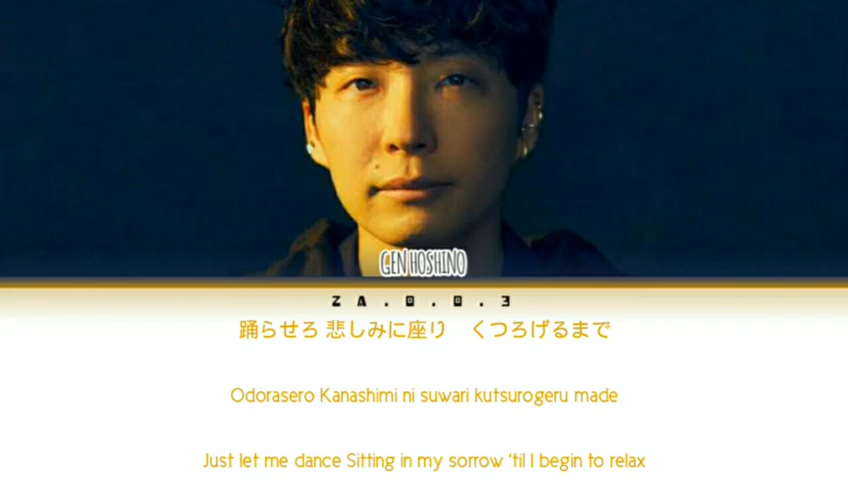 GEN HOSHINO
ZA.0.0.3
踊らせろ 悲しみに座り　くつろげるまで
Odorasero Kanashimi ni suwari kutsurogeru made
Just let me dance Sitting in my sorrow 'til I begin to relax